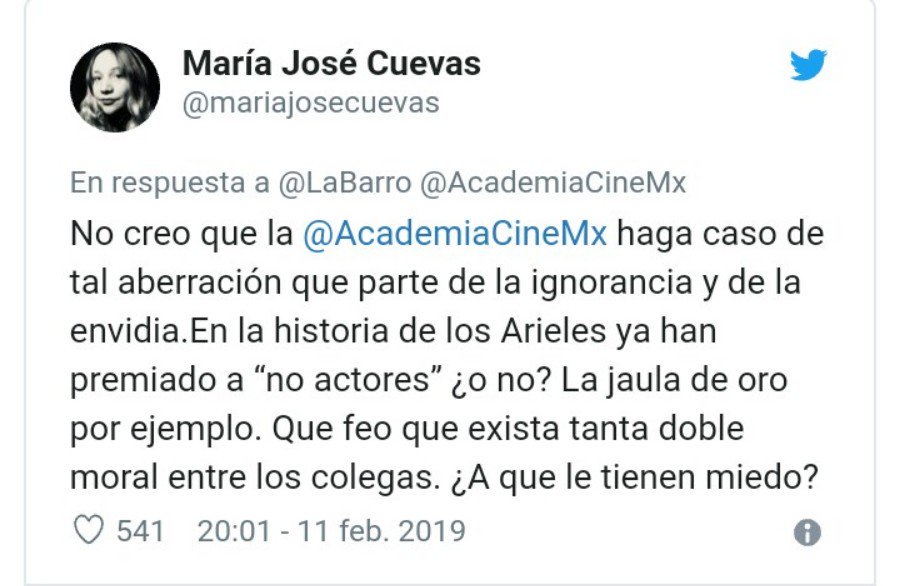 María José Cuevas
@mariajosecuevas
En respuesta a @LaBarro @AcademiaCineMx
No creo que la @AcademiaCineMx haga caso de
tal aberración que parte de la ignorancia y de la
envidia.En la historia de los Arieles ya han
premiado a “no actores” ¿o no? La jaula de oro
por ejemplo. Que feo que exista tanta doble
moral entre los colegas. ¿A que le tienen miedo?
541 20:01 - 11 feb. 2019